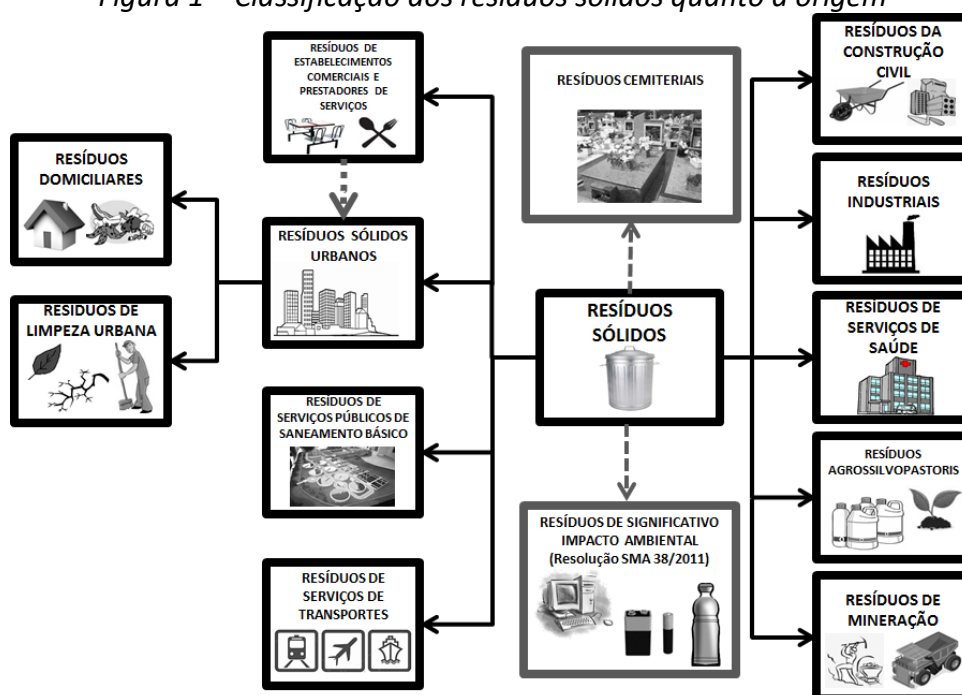 Figura 1 – Classificação dos resíduos sólidos quanto à origem
RESÍDUOS DE
ESTABELECIMENTOS
COMERCIAIS E
PRESTADORES DE
SERVIÇOS
RESÍDUOS CEMITERIAIS
RESÍDUOS DA
CONSTRUÇÃO
CIVIL
RESÍDUOS
DOMICILIARES
RESÍDUOS
INDUSTRIAIS
RESÍDUOS SÓLIDOS
URBANOS
RESÍDUOS DE
LIMPEZA URBANA
RESÍDUOS
SÓLIDOS
RESÍDUOS DE
SERVIÇOS DE
SAÚDE
RESÍDUOS DE
SERVIÇOS PÚBLICOS DE
SANEAMENTO BÁSICO
RESÍDUOS
AGROSSILVOPASTORIS
RESÍDUOS DE SIGNIFICATIVO
IMPACTO AMBIENTAL
(Resolução SMA 38/2011)
RESÍDUOS DE
SERVIÇOS DE
TRANSPORTES
RESÍDUOS DE
MINERAÇÃO